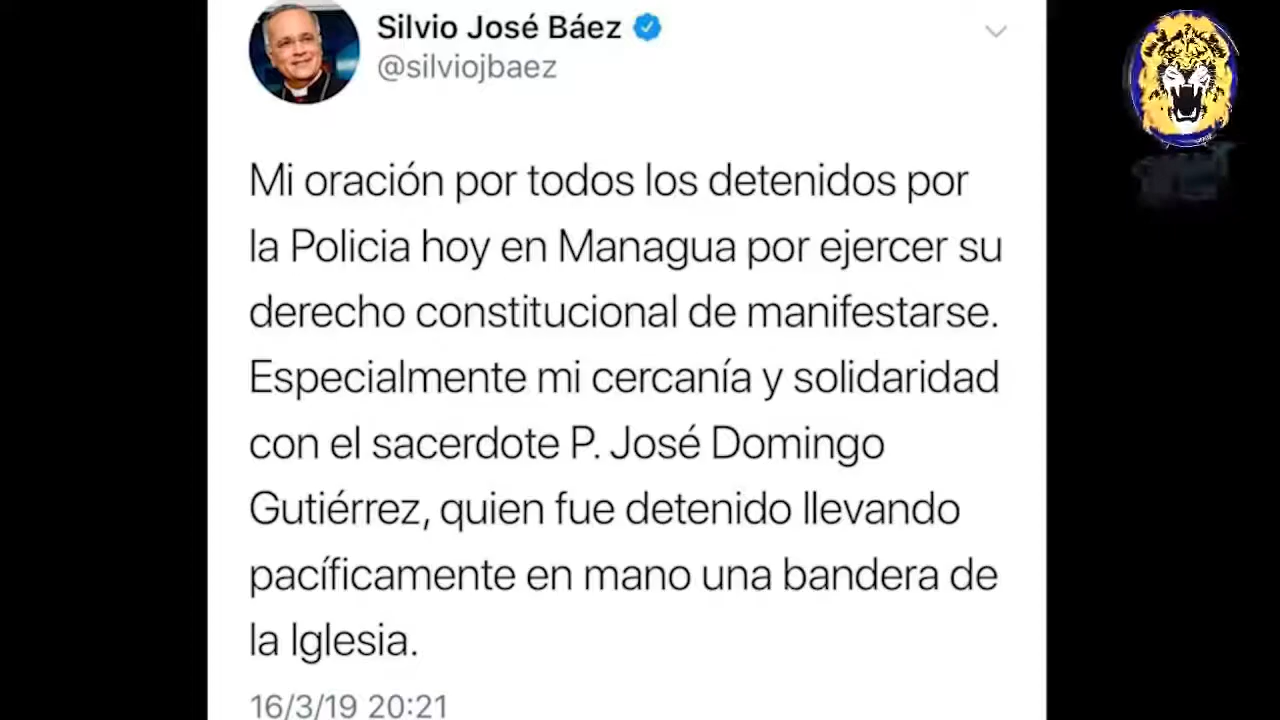 Silvio José Báez
@silviojbaez
Mi oración por todos los detenidos por
la Policia hoy en Managua por ejercer su
derecho constitucional de manifestarse.
Especialmente mi cercanía y solidaridad
con el sacerdote P. José Domingo
Gutiérrez, quien fue detenido llevando
pacíficamente en mano una bandera de
la Iglesia.
16/3/19 20:21